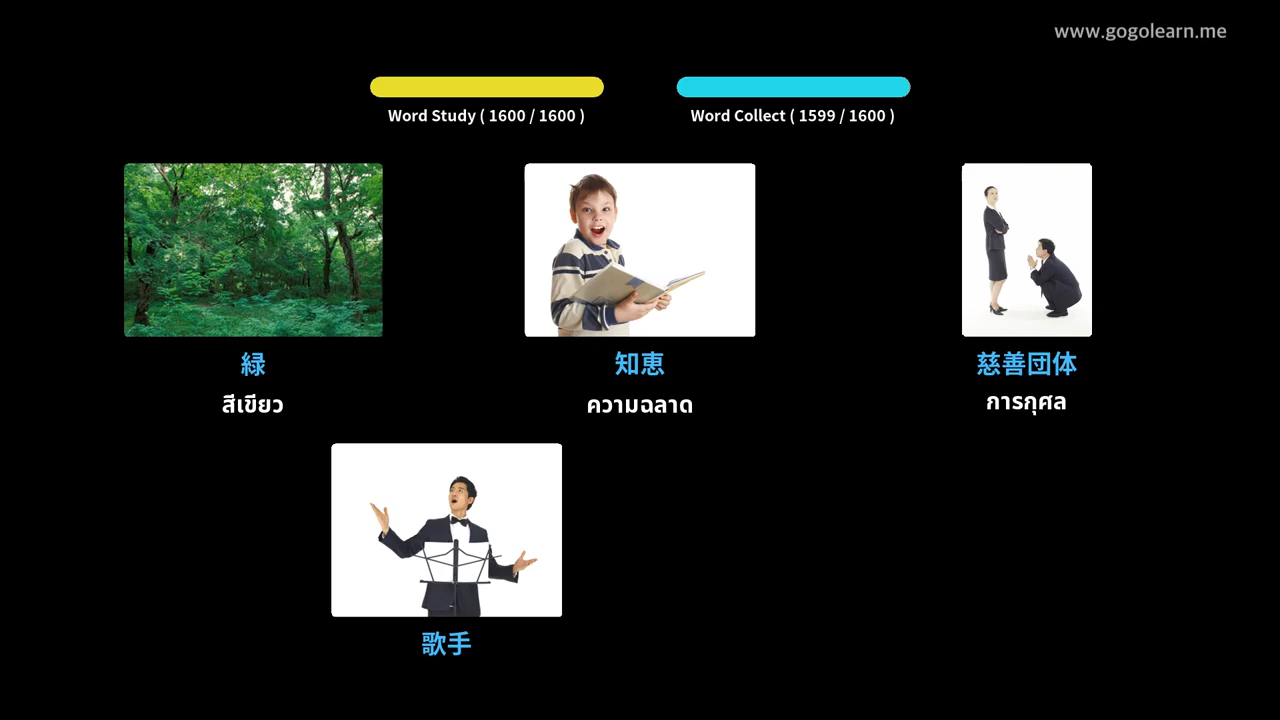 www.gogolearn.me
Word Study ( 1600 / 1600 )
Word Collect ( 1599 / 1600 )
緑
知恵
慈善団体
สีเขียว
ความฉลาด
การกุศล
歌手